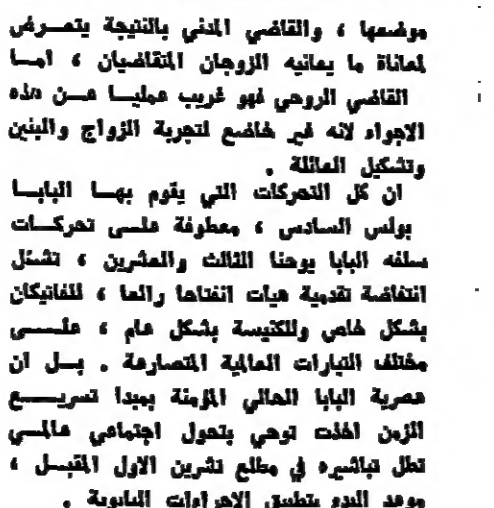 موضعها ، والقاضي المدني بالنتيجة يتعرض
لمعاناة ما يعانيه الزوجان المتقاضيان ، اما
القاضي الروحي فهو غريب عمليا عن هذه
الاجواء لانه غير خاضع لتجربة الزواج والبنين
وتشكيل العائلة .
ان كل التحركات التي يقوم بها البابا
بولس السادس ، معطوفة على تحركات
سلفه البابا يوحنا الثالث والعشرين ، تشكل
انتفاضة تقدمية هيأت انفتاحا رائعا ، للفاتيكان
بشكل خاص وللكنيسة بشكل عام ، على
مختلف التيارات العالمية المتصارعة . بل ان
عصرية البابا الحالي المؤمنة بمبدا تسريع
الزمن اخذت توحي بتحول اجتماعي عالمي
تطل تباشيره في مطلع تشرين الاول المقبل ،
موعد البدء بتطبيق الاجراءات البابوية .